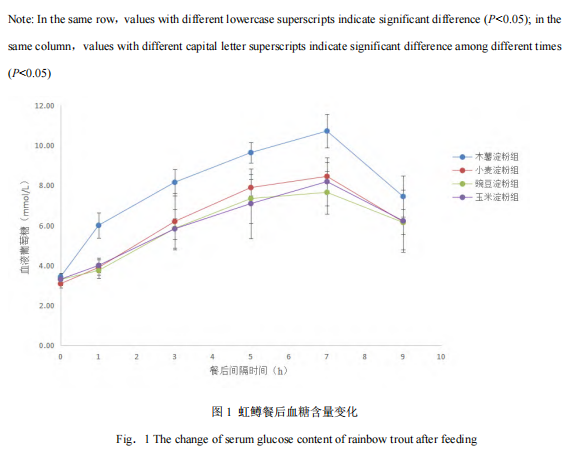 Note: In the same row，values with different lowercase superscripts indicate significant difference (P<0.05); in the
same column，values with different capital letter superscripts indicate significant difference among different times
(P<0.05)
12.00
10.00
8.00
6.00
4.00
2.00
0.00
血液葡萄糖（mmol/L）
木薯淀粉组
小麦淀粉组
豌豆淀粉组
玉米淀粉组
0 1 2 3 4 5 6 7 8 9 10
餐后间隔时间（h）
图 1 虹鳟餐后血糖含量变化
Fig．1 The change of serum glucose content of rainbow trout after feeding